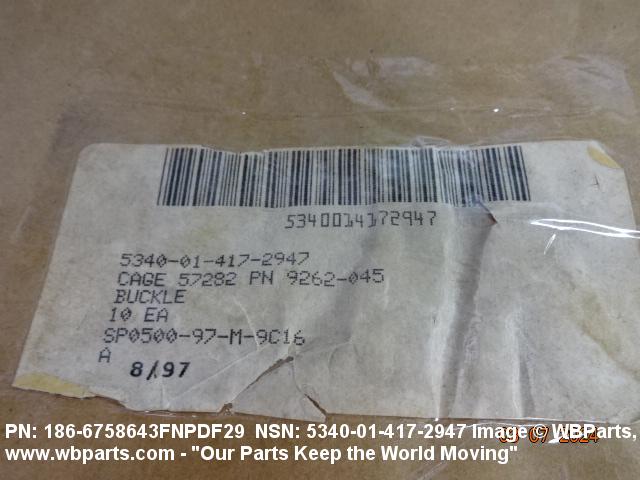 5340014172947
5340-01-417-2947
CAGE 57282 PN 9262-045
BUCKLE
10 EA
SP0500-97-M-9C16
A
8/97
PN: 186-6758643FNPDF29 NSN: 5340-01-417-2947 Image © WBParts,
www.wbparts.com - "Our Parts Keep the World Moving"